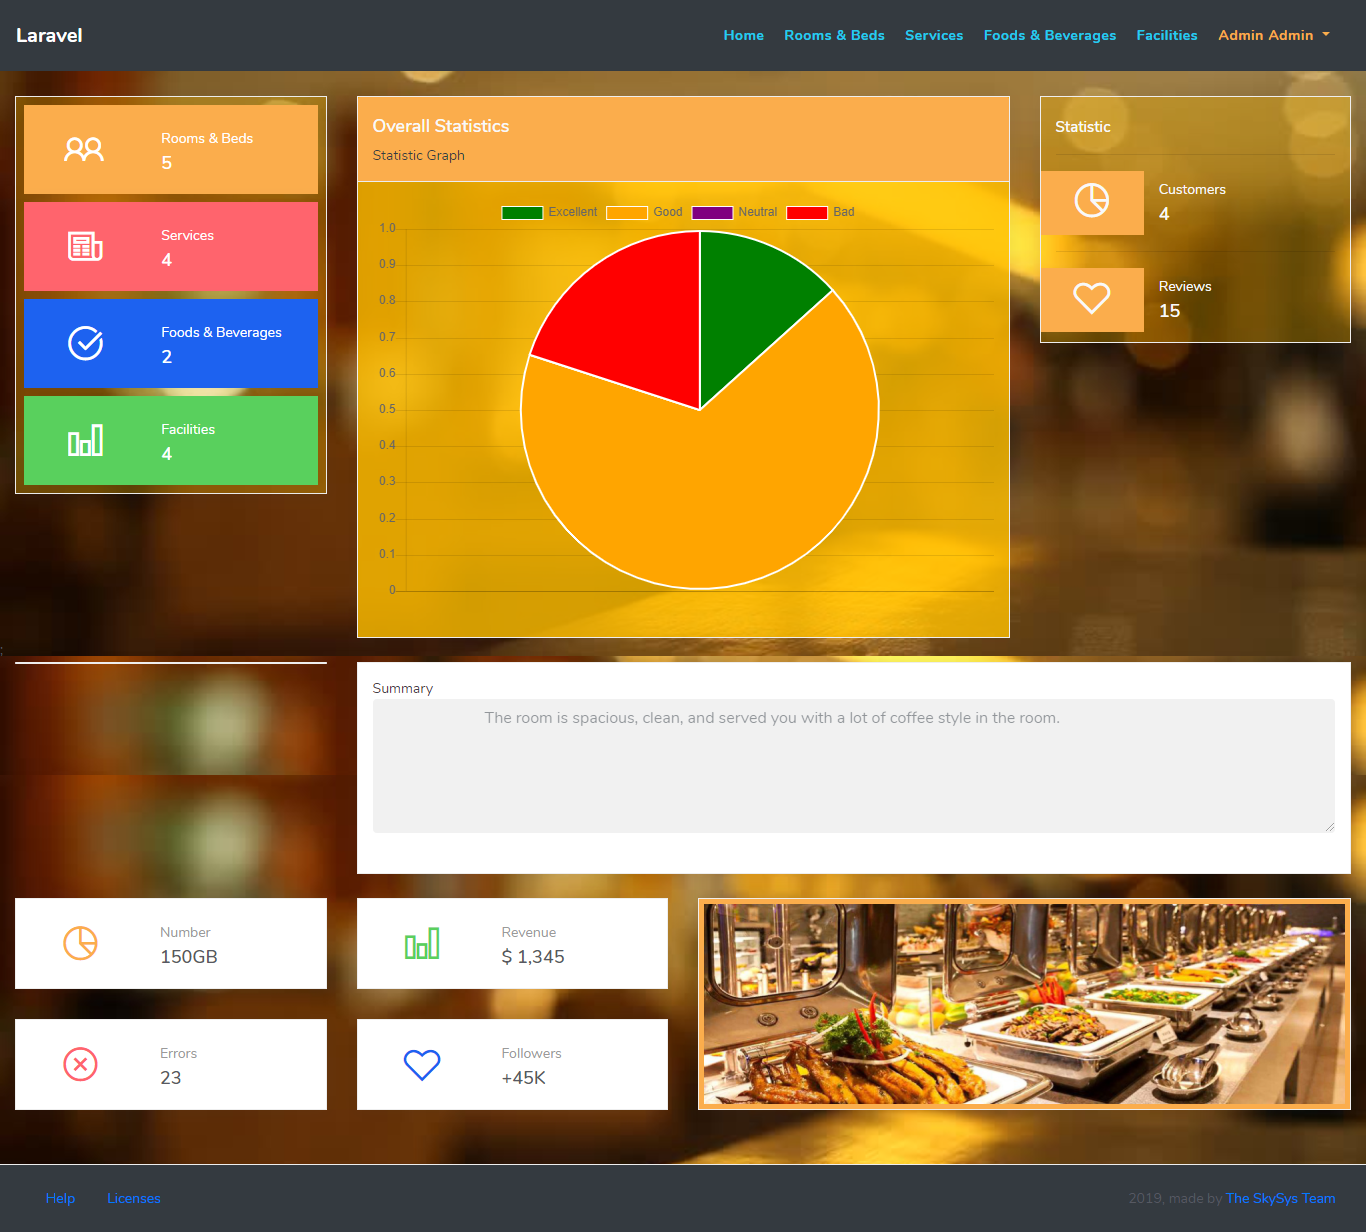 Laravel
Home Rooms & Beds Services Foods & Beverages Facilities Admin Admin
Rooms & Beds
5
Services
4
Foods & Beverages
2
Facilities
4
Overall Statistics
Statistic Graph
Excellent Good Neutral Bad
1.0
0.9
0.8
0.7
0.6
0.5
0.4
0.3
0.2
0.1
0
Statistic
Customers
4
Reviews
15
;
Summary
The room is spacious, clean, and served you with a lot of coffee style in the room.
Number
150GB
Revenue
$ 1,345
Errors
23
Followers
+45K
Help Licenses 2019, made by The SkySys Team